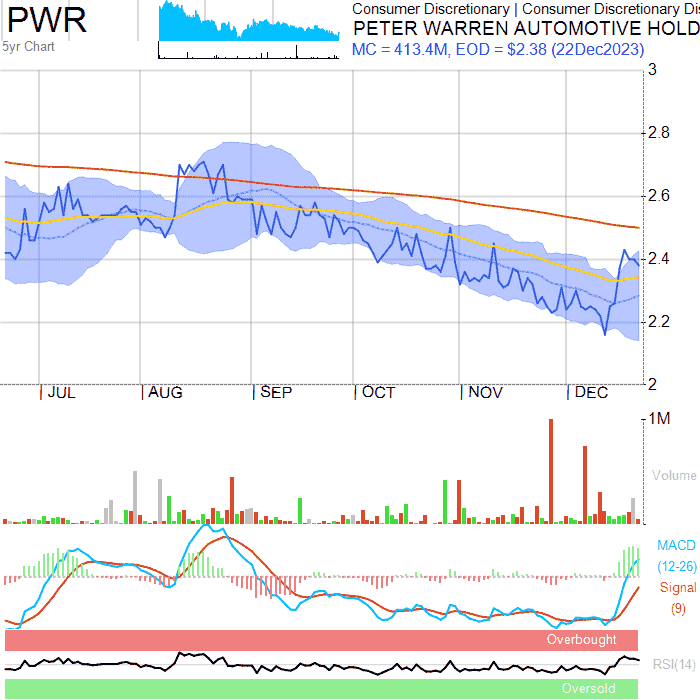 PWR
5yr Chart
Consumer Discretionary | Consumer Discretionary Dis
PETER WARREN AUTOMOTIVE HOLD
MC = 413.4M, EOD = $2.38 (22Dec2023)
3
2.8
2.6
2.4
2.2
2
JUL AUG SEP OCT NOV DEC
1M
Volume
MACD
(12-26)
Signal
(9)
Overbought
RSI(14)
Oversold